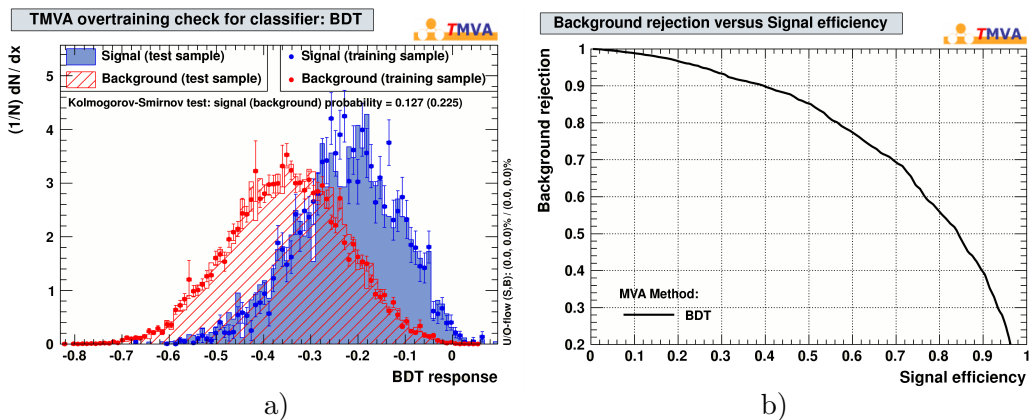 TMVA overtraining check for classifier: BDT
TMVA
Signal (test sample)
Background (test sample)
Signal (training sample)
Background (training sample)
Kolmogorov-Smirnov test: signal (background) probability = 0.127 (0.225)
(1/N) dN / dx
5
4
3
2
1
0
-0.8 -0.7 -0.6 -0.5 -0.4 -0.3 -0.2 -0.1 0
BDT response
U/O-flow (S,B): (0.0, 0.0)% / (0.0, 0.0)%
a)
Background rejection versus Signal efficiency
TMVA
Background rejection
1
0.9
0.8
0.7
0.6
0.5
0.4
0.3
0.2
MVA Method:
BDT
0 0.1 0.2 0.3 0.4 0.5 0.6 0.7 0.8 0.9 1
Signal efficiency
b)